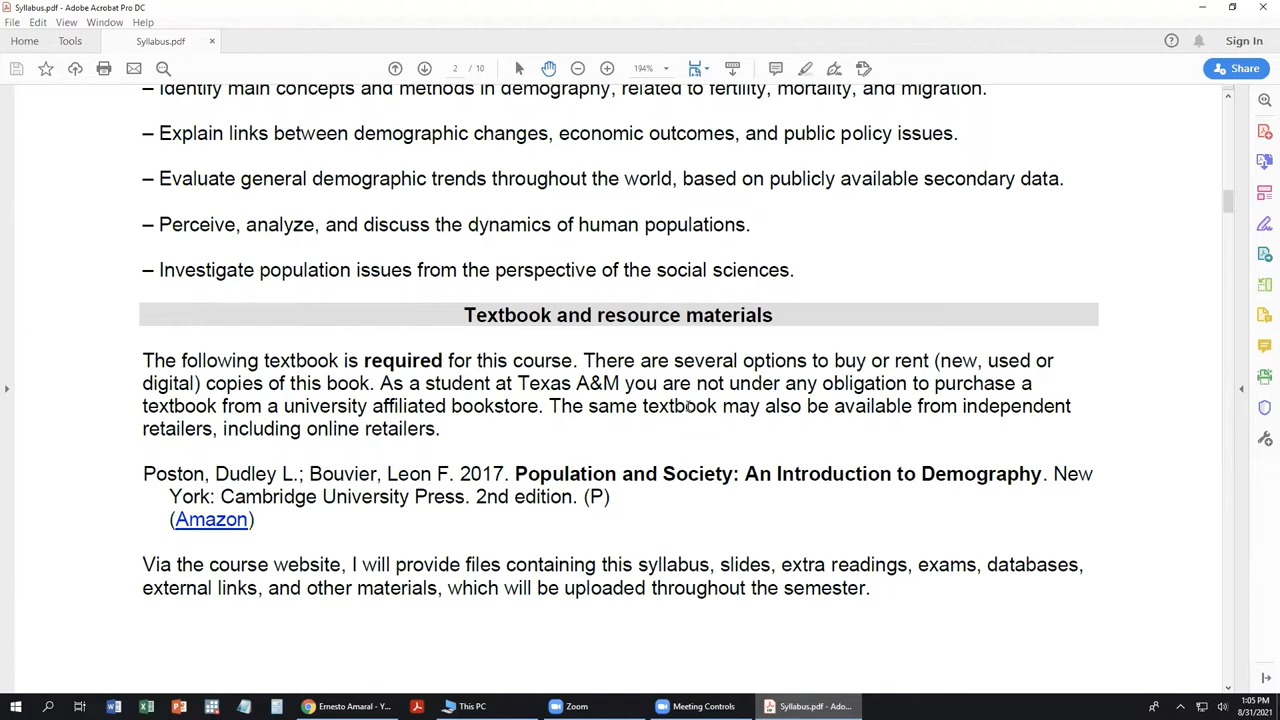 Syllabus.pdf - Adobe Acrobat Pro DC
File Edit View Window Help
Home Tools Syllabus.pdf × Sign In
2 / 10 194% Share
– Identify main concepts and methods in demography, related to fertility, mortality, and migration.
– Explain links between demographic changes, economic outcomes, and public policy issues.
– Evaluate general demographic trends throughout the world, based on publicly available secondary data.
– Perceive, analyze, and discuss the dynamics of human populations.
– Investigate population issues from the perspective of the social sciences.
Textbook and resource materials
The following textbook is required for this course. There are several options to buy or rent (new, used or
digital) copies of this book. As a student at Texas A&M you are not under any obligation to purchase a
textbook from a university affiliated bookstore. The same textbook may also be available from independent
retailers, including online retailers.
Poston, Dudley L.; Bouvier, Leon F. 2017. Population and Society: An Introduction to Demography. New
York: Cambridge University Press. 2nd edition. (P)
(Amazon)
Via the course website, I will provide files containing this syllabus, slides, extra readings, exams, databases,
external links, and other materials, which will be uploaded throughout the semester.
Ernesto Amaral - Y... This PC Zoom Meeting Controls Syllabus.pdf - Ado... 1:05 PM
8/31/2021